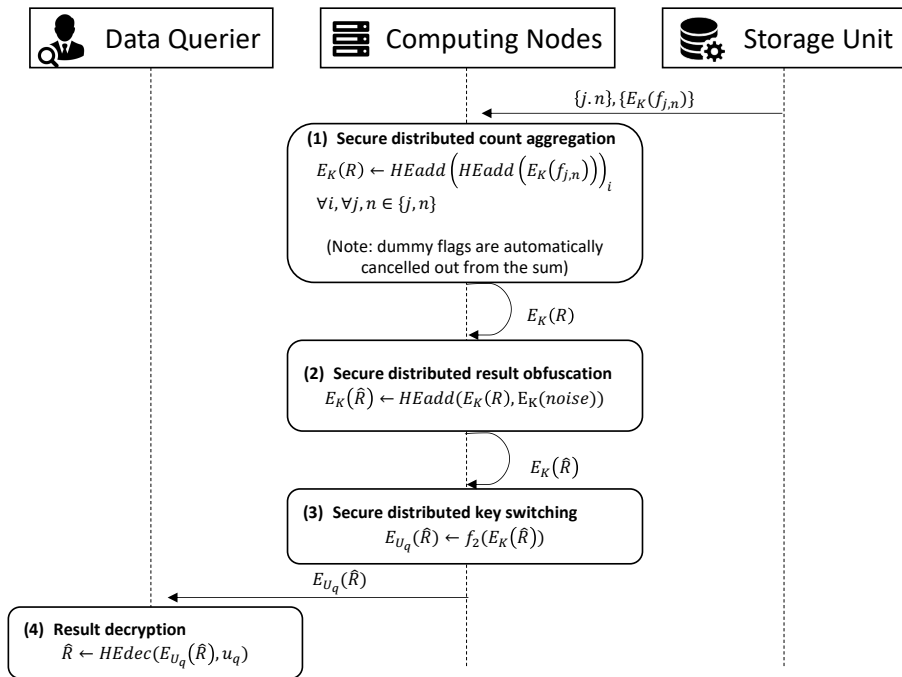 Data Querier
Computing Nodes
Storage Unit
{j.n}, {E_K(f_{j,n})}
(1) Secure distributed count aggregation
E_K(R) ← HEadd(HEadd(E_K(f_{j,n})))_i
∀i, ∀j, n ∈ {j, n}
(Note: dummy flags are automatically
cancelled out from the sum)
E_K(R)
(2) Secure distributed result obfuscation
E_K(R̂) ← HEadd(E_K(R), E_K(noise))
E_K(R̂)
(3) Secure distributed key switching
E_{U_q}(R̂) ← f_2(E_K(R̂))
E_{U_q}(R̂)
(4) Result decryption
R̂ ← HEdec(E_{U_q}(R̂), u_q)